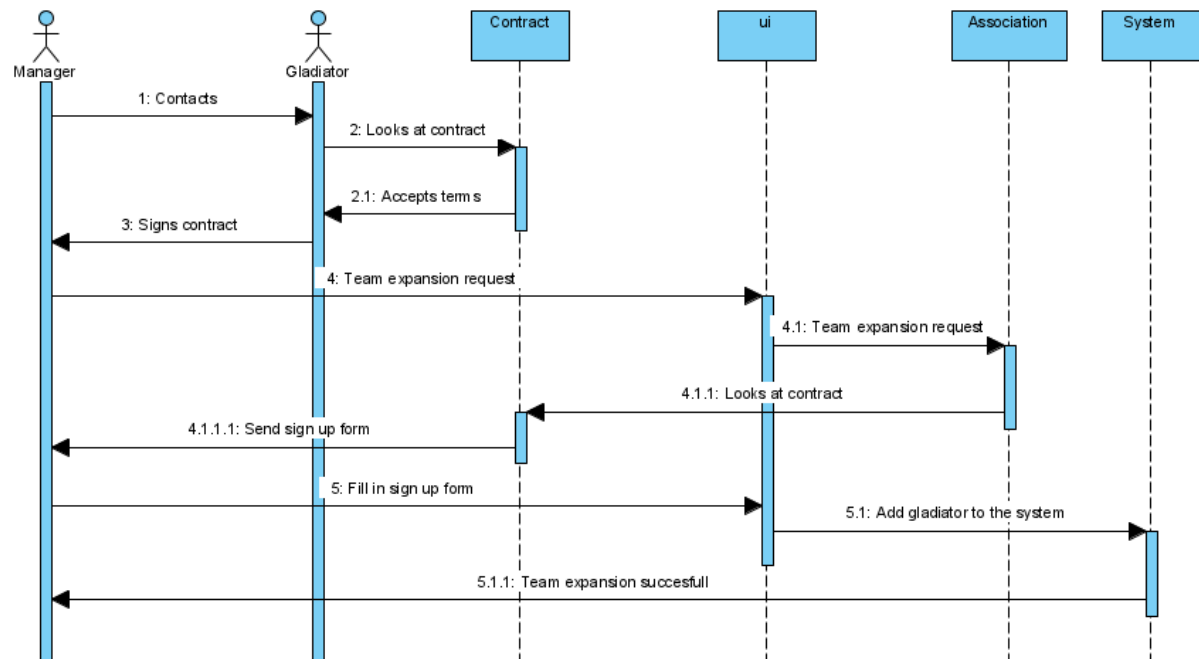 Manager
Gladiator
Contract
ui
Association
System
1: Contacts
2: Looks at contract
2.1: Accepts terms
3: Signs contract
4: Team expansion request
4.1: Team expansion request
4.1.1: Looks at contract
4.1.1.1: Send sign up form
5: Fill in sign up form
5.1: Add gladiator to the system
5.1.1: Team expansion succesfull